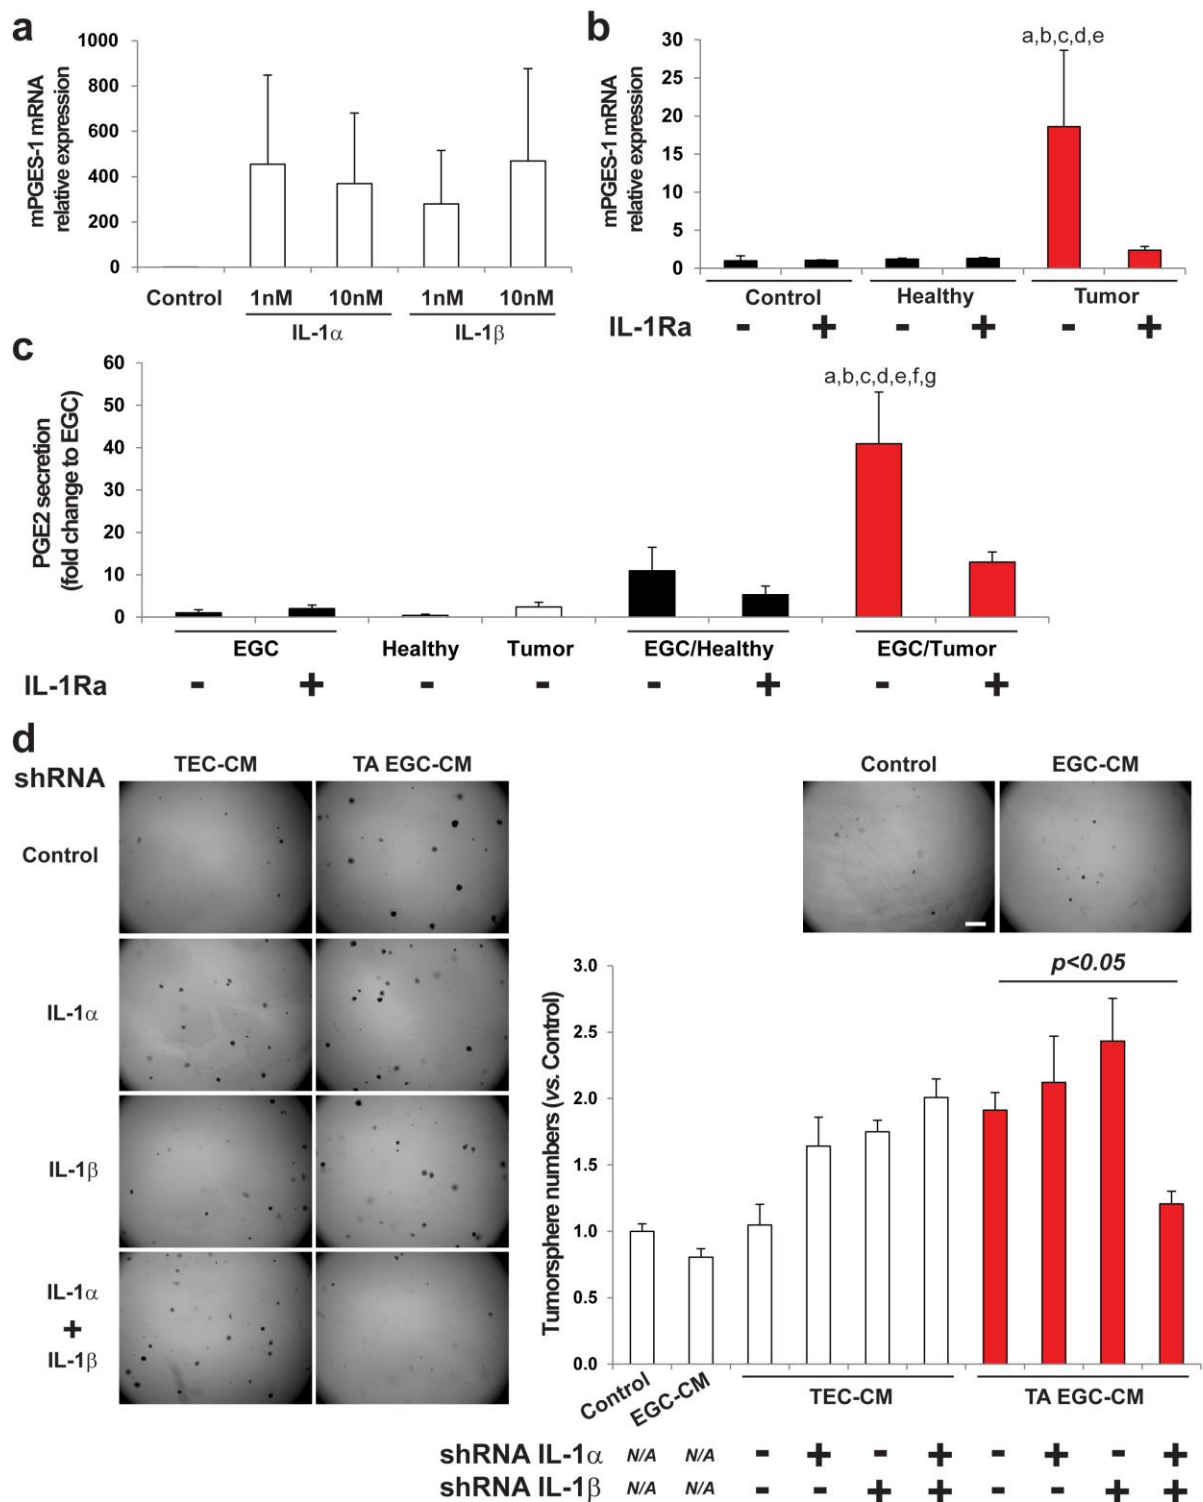 a
mPGES-1 mRNA
relative expression
1000
800
600
400
200
0
Control 1nM 10nM 1nM 10nM
IL-1α IL-1β
b
mPGES-1 mRNA
relative expression
30
25
20
15
10
5
0
a,b,c,d,e
Control Healthy Tumor
IL-1Ra - + - + - +
c
PGE2 secretion
(fold change to EGC)
60
50
40
30
20
10
0
a,b,c,d,e,f,g
EGC Healthy Tumor EGC/Healthy EGC/Tumor
IL-1Ra - + - - - + - +
d
shRNA TEC-CM TA EGC-CM
Control
IL-1α
IL-1β
IL-1α
+
IL-1β
Control EGC-CM
Tumorsphere numbers (vs. Control)
3.0
2.5
2.0
1.5
1.0
0.5
0.0
p<0.05
Control EGC-CM TEC-CM TA EGC-CM
shRNA IL-1α N/A N/A - + - + - + - +
shRNA IL-1β N/A N/A - - + + - - + +